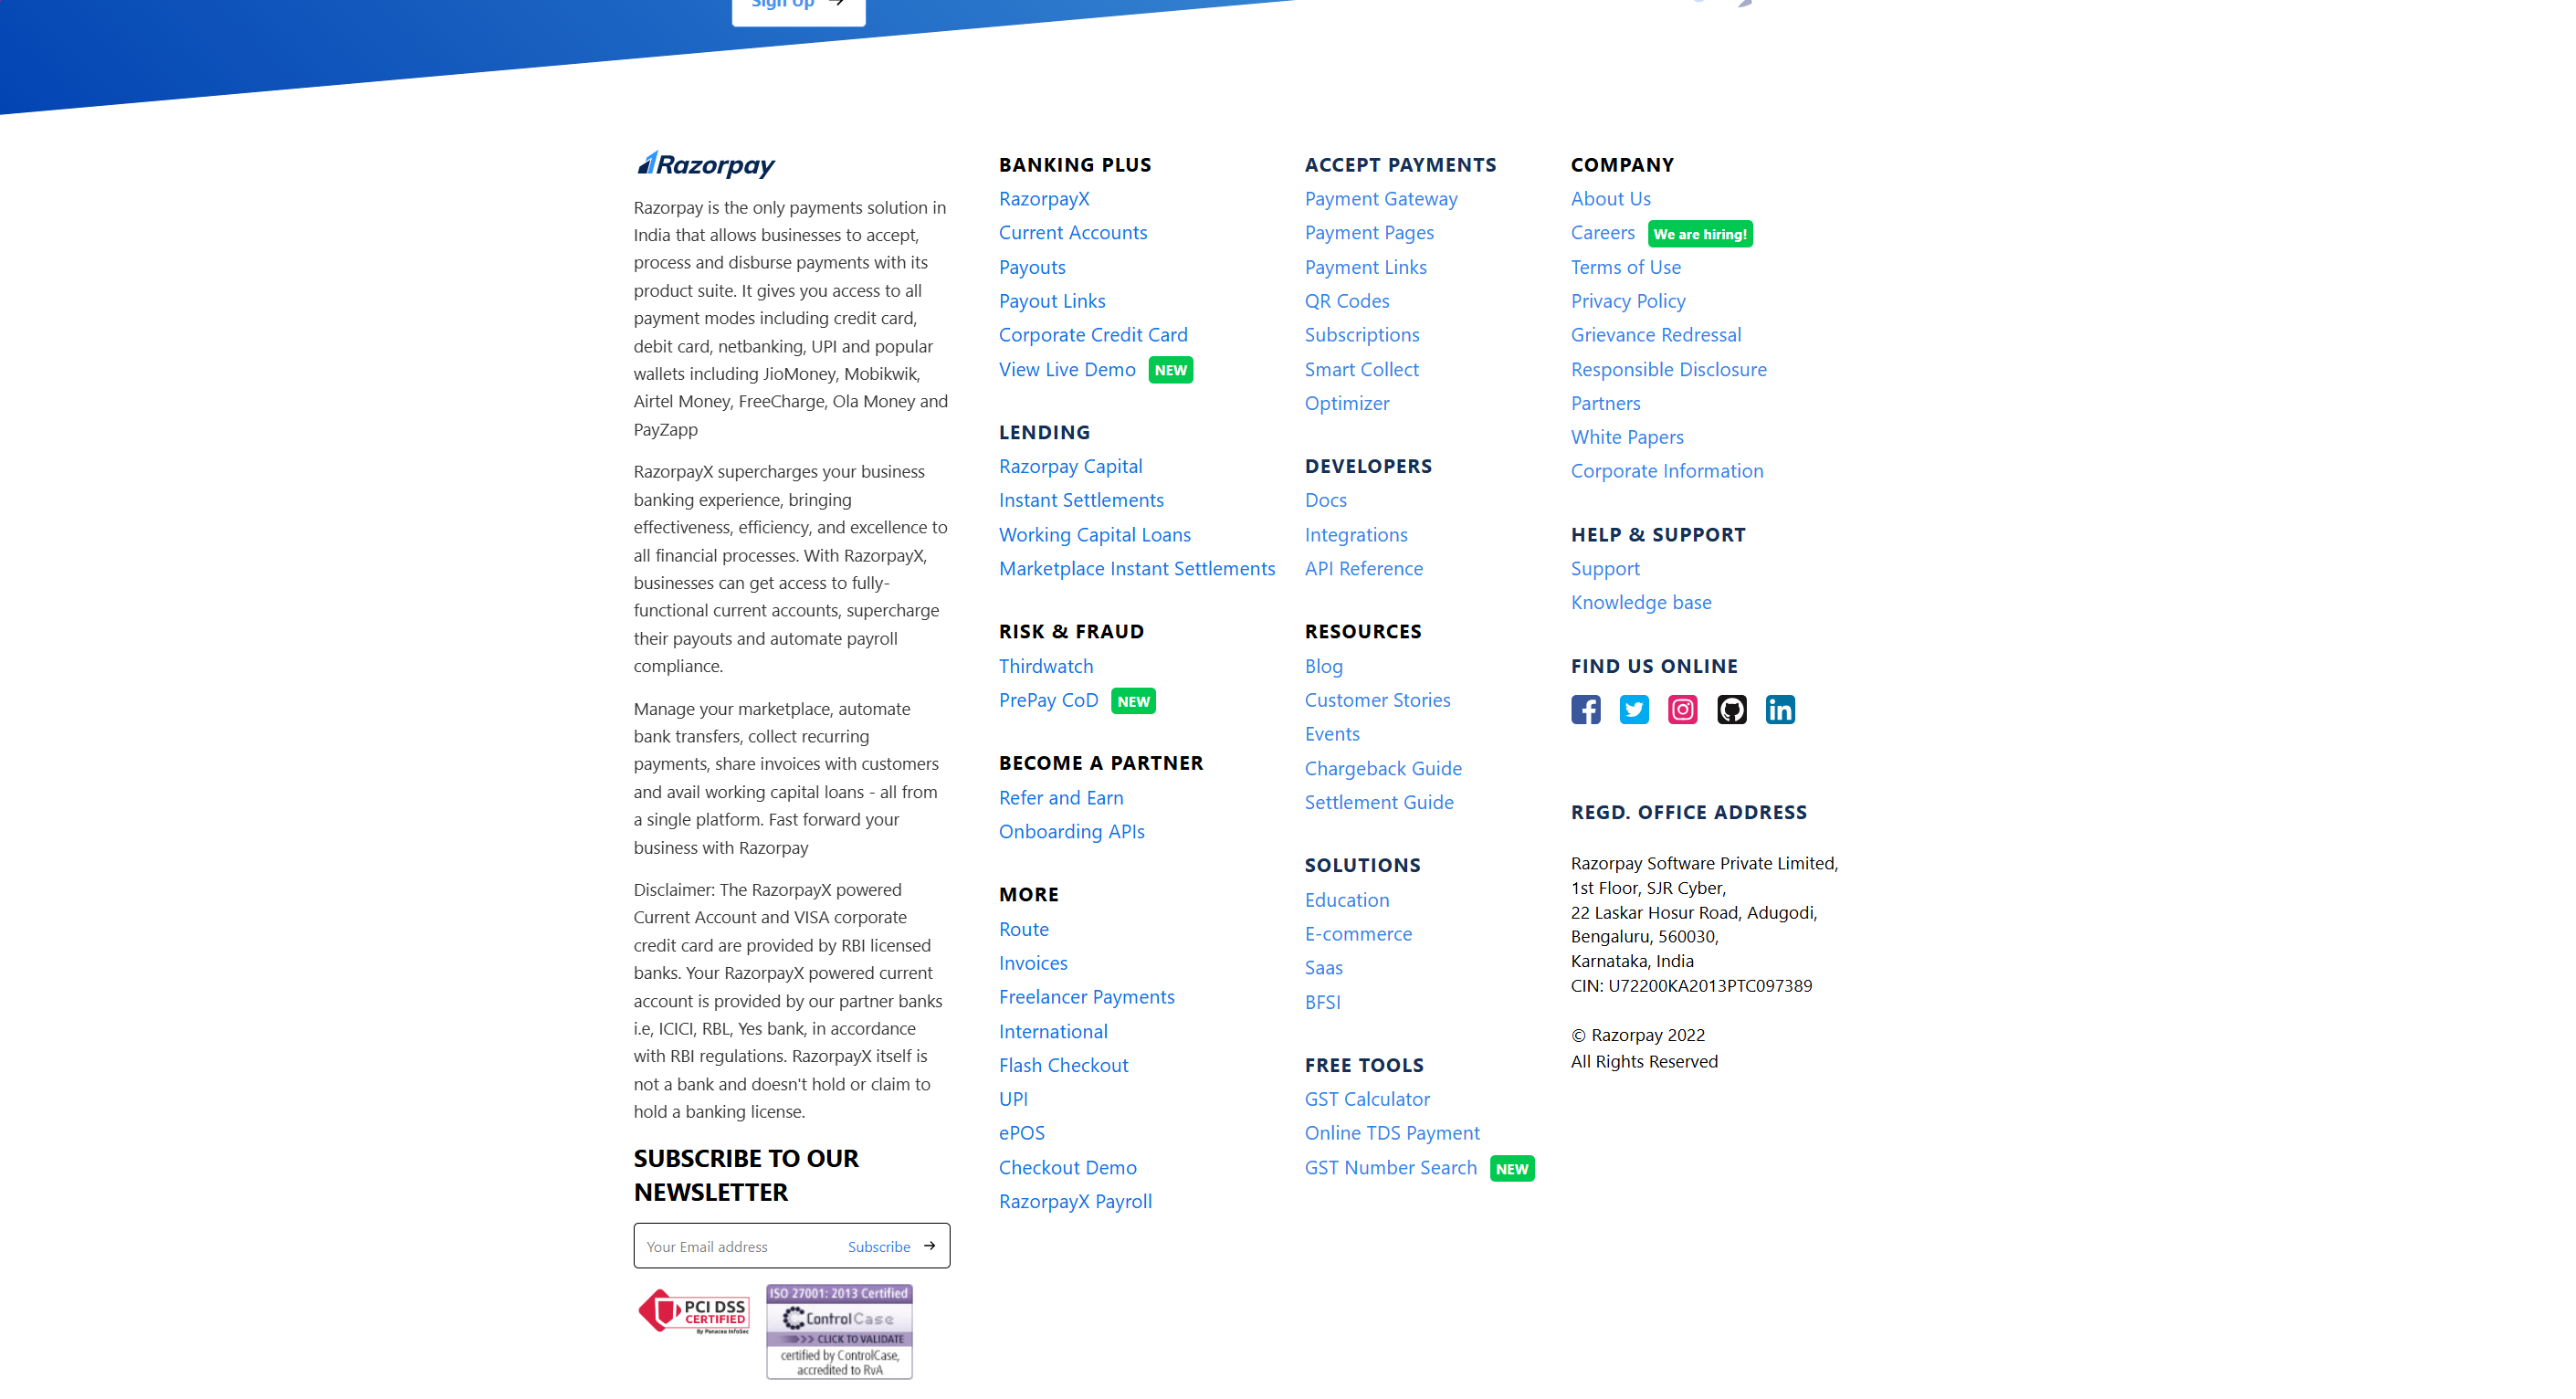 Sign Up
Razorpay
Razorpay is the only payments solution in
India that allows businesses to accept,
process and disburse payments with its
product suite. It gives you access to all
payment modes including credit card,
debit card, netbanking, UPI and popular
wallets including JioMoney, Mobikwik,
Airtel Money, FreeCharge, Ola Money and
PayZapp
RazorpayX supercharges your business
banking experience, bringing
effectiveness, efficiency, and excellence to
all financial processes. With RazorpayX,
businesses can get access to fully-
functional current accounts, supercharge
their payouts and automate payroll
compliance.
Manage your marketplace, automate
bank transfers, collect recurring
payments, share invoices with customers
and avail working capital loans - all from
a single platform. Fast forward your
business with Razorpay
Disclaimer: The RazorpayX powered
Current Account and VISA corporate
credit card are provided by RBI licensed
banks. Your RazorpayX powered current
account is provided by our partner banks
i.e, ICICI, RBL, Yes bank, in accordance
with RBI regulations. RazorpayX itself is
not a bank and doesn't hold or claim to
hold a banking license.
SUBSCRIBE TO OUR
NEWSLETTER
Your Email address Subscribe
PCI DSS
CERTIFIED
By Panacea InfoSec
ISO 27001: 2013 Certified
ControlCase
>>> CLICK TO VALIDATE
certified by ControlCase,
accredited to RvA
BANKING PLUS
RazorpayX
Current Accounts
Payouts
Payout Links
Corporate Credit Card
View Live Demo NEW
LENDING
Razorpay Capital
Instant Settlements
Working Capital Loans
Marketplace Instant Settlements
RISK & FRAUD
Thirdwatch
PrePay CoD NEW
BECOME A PARTNER
Refer and Earn
Onboarding APIs
MORE
Route
Invoices
Freelancer Payments
International
Flash Checkout
UPI
ePOS
Checkout Demo
RazorpayX Payroll
ACCEPT PAYMENTS
Payment Gateway
Payment Pages
Payment Links
QR Codes
Subscriptions
Smart Collect
Optimizer
DEVELOPERS
Docs
Integrations
API Reference
RESOURCES
Blog
Customer Stories
Events
Chargeback Guide
Settlement Guide
SOLUTIONS
Education
E-commerce
Saas
BFSI
FREE TOOLS
GST Calculator
Online TDS Payment
GST Number Search NEW
COMPANY
About Us
Careers We are hiring!
Terms of Use
Privacy Policy
Grievance Redressal
Responsible Disclosure
Partners
White Papers
Corporate Information
HELP & SUPPORT
Support
Knowledge base
FIND US ONLINE
REGD. OFFICE ADDRESS
Razorpay Software Private Limited,
1st Floor, SJR Cyber,
22 Laskar Hosur Road, Adugodi,
Bengaluru, 560030,
Karnataka, India
CIN: U72200KA2013PTC097389
© Razorpay 2022
All Rights Reserved